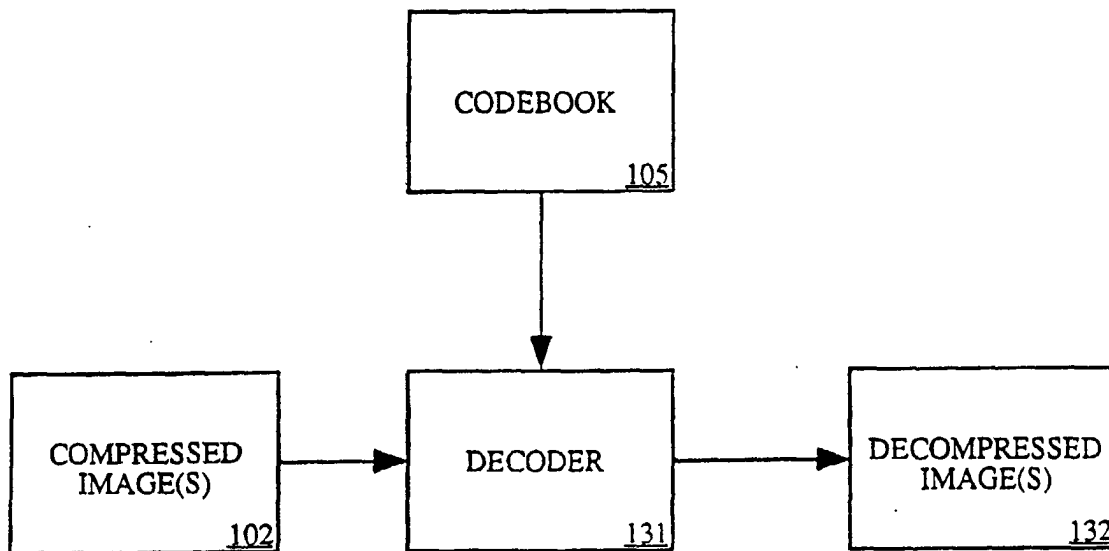 CODEBOOK
105
COMPRESSED
IMAGE(S)
102
DECODER
131
DECOMPRESSED
IMAGE(S)
132